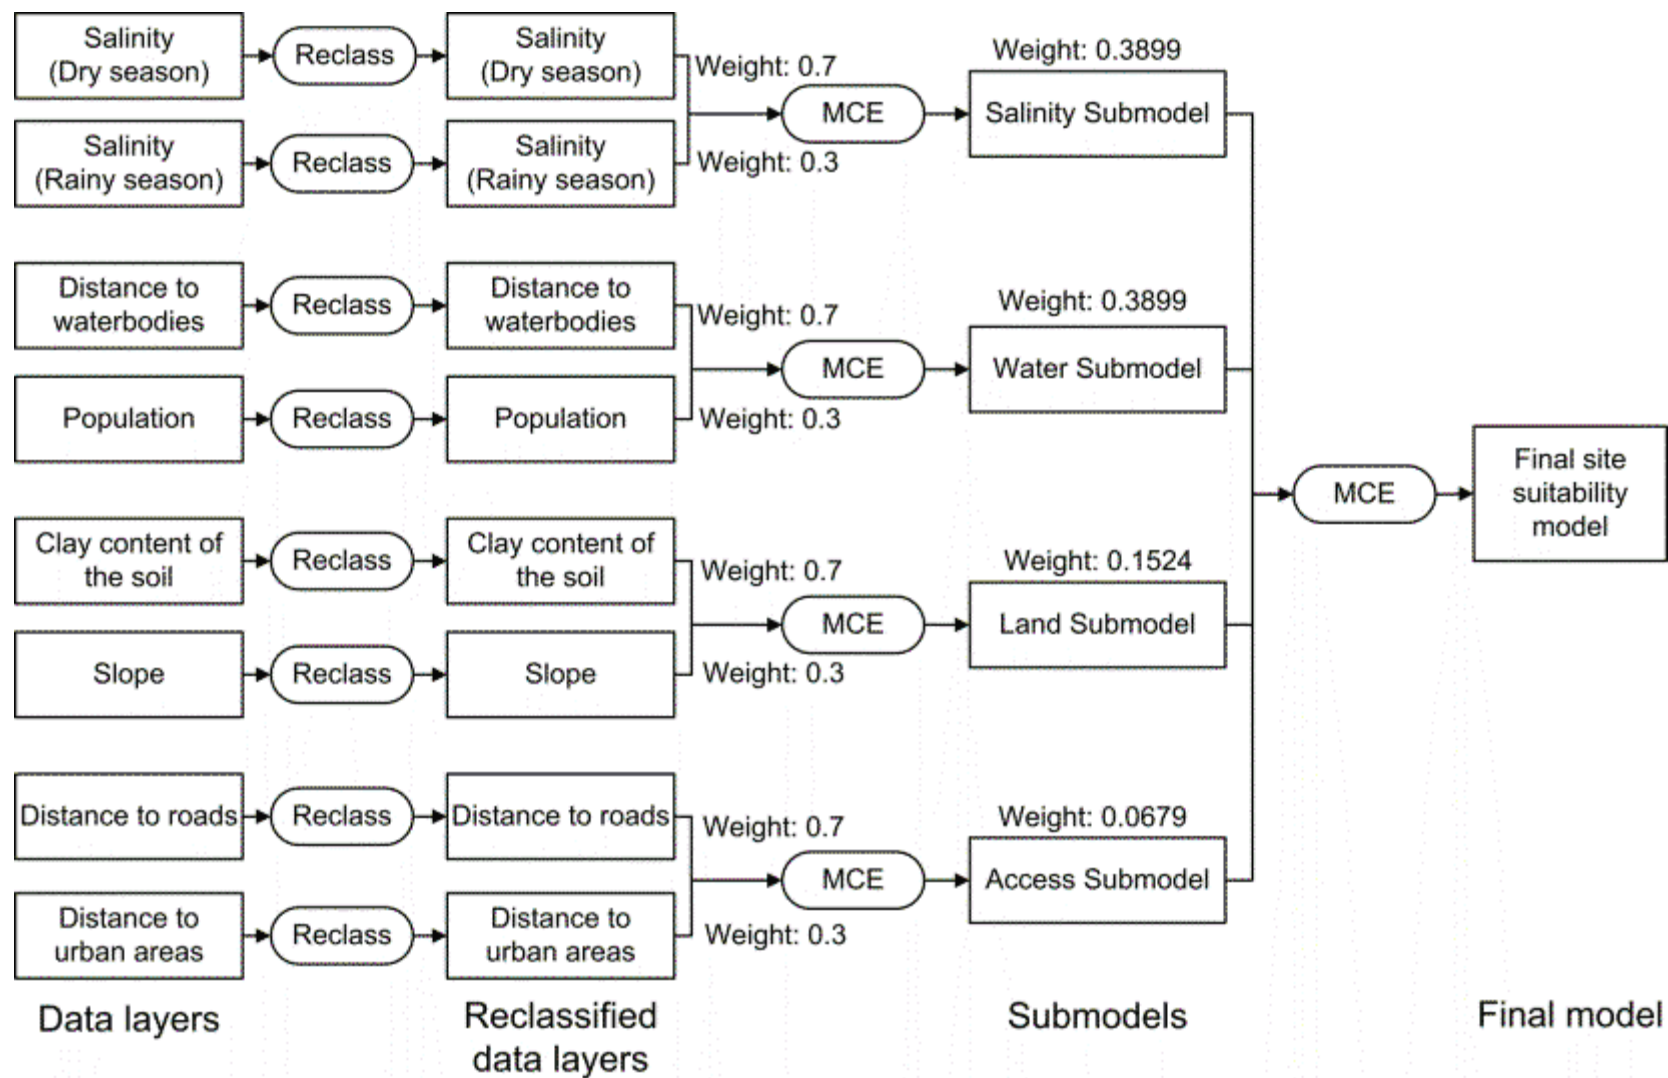 Salinity
(Dry season)
Reclass
Salinity
(Dry season)
Weight: 0.7
MCE
Weight: 0.3899
Salinity Submodel
Salinity
(Rainy season)
Reclass
Salinity
(Rainy season)
Weight: 0.3
Distance to
waterbodies
Reclass
Distance to
waterbodies
Weight: 0.7
MCE
Weight: 0.3899
Water Submodel
Population
Reclass
Population
Weight: 0.3
Clay content of
the soil
Reclass
Clay content of
the soil
Weight: 0.7
MCE
Weight: 0.1524
Land Submodel
Slope
Reclass
Slope
Weight: 0.3
Distance to roads
Reclass
Distance to roads
Weight: 0.7
MCE
Weight: 0.0679
Access Submodel
Distance to
urban areas
Reclass
Distance to
urban areas
Weight: 0.3
MCE
Final site
suitability
model
Data layers
Reclassified
data layers
Submodels
Final model